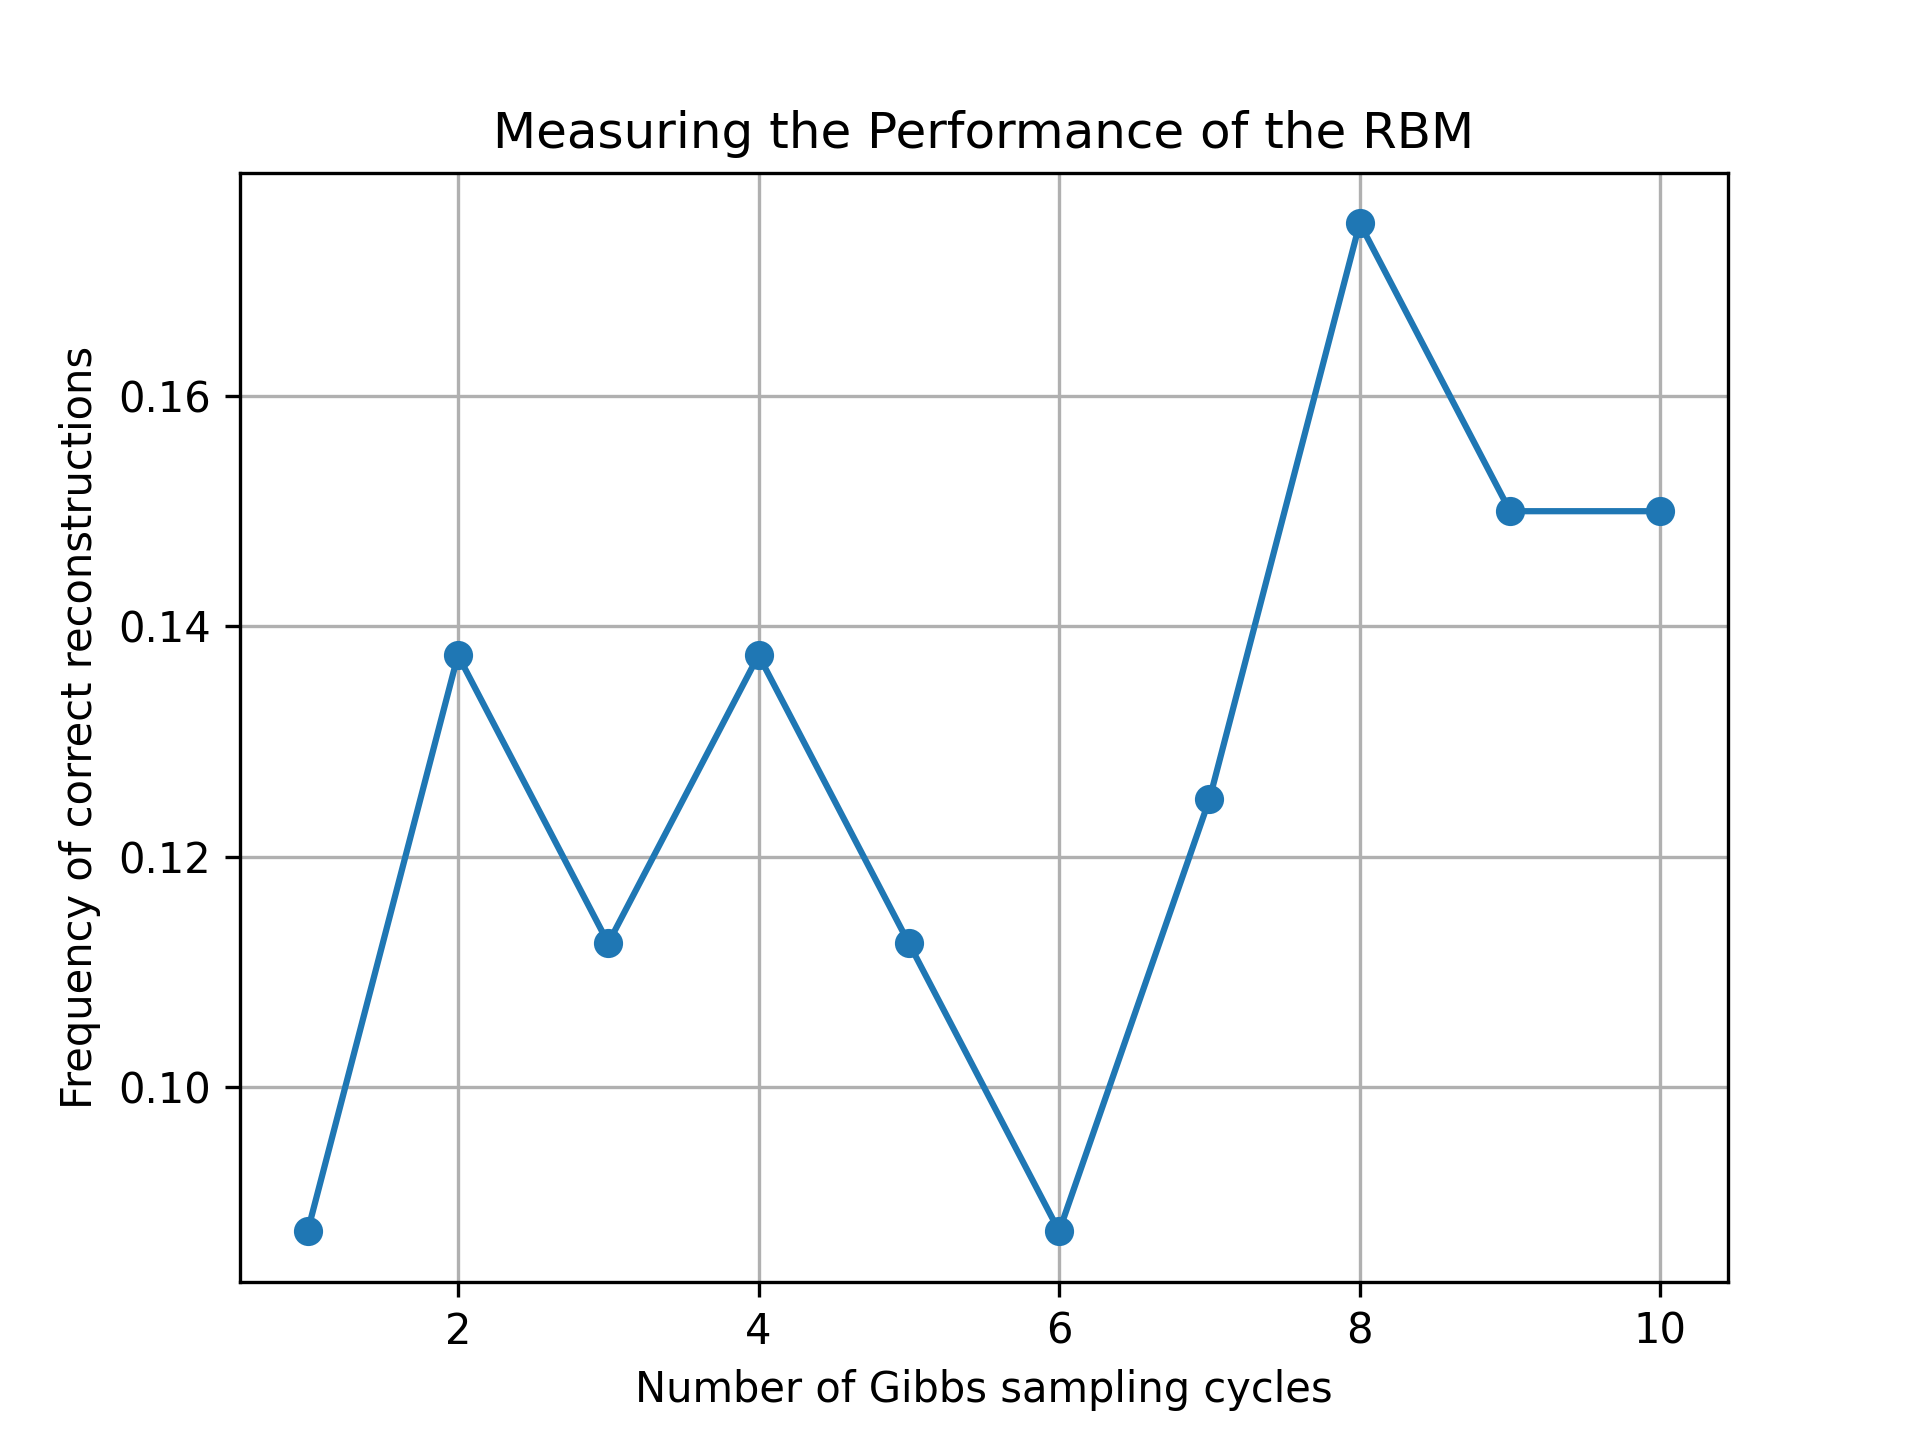 Measuring the Performance of the RBM
Frequency of correct reconstructions
0.16
0.14
0.12
0.10
2 4 6 8 10
Number of Gibbs sampling cycles